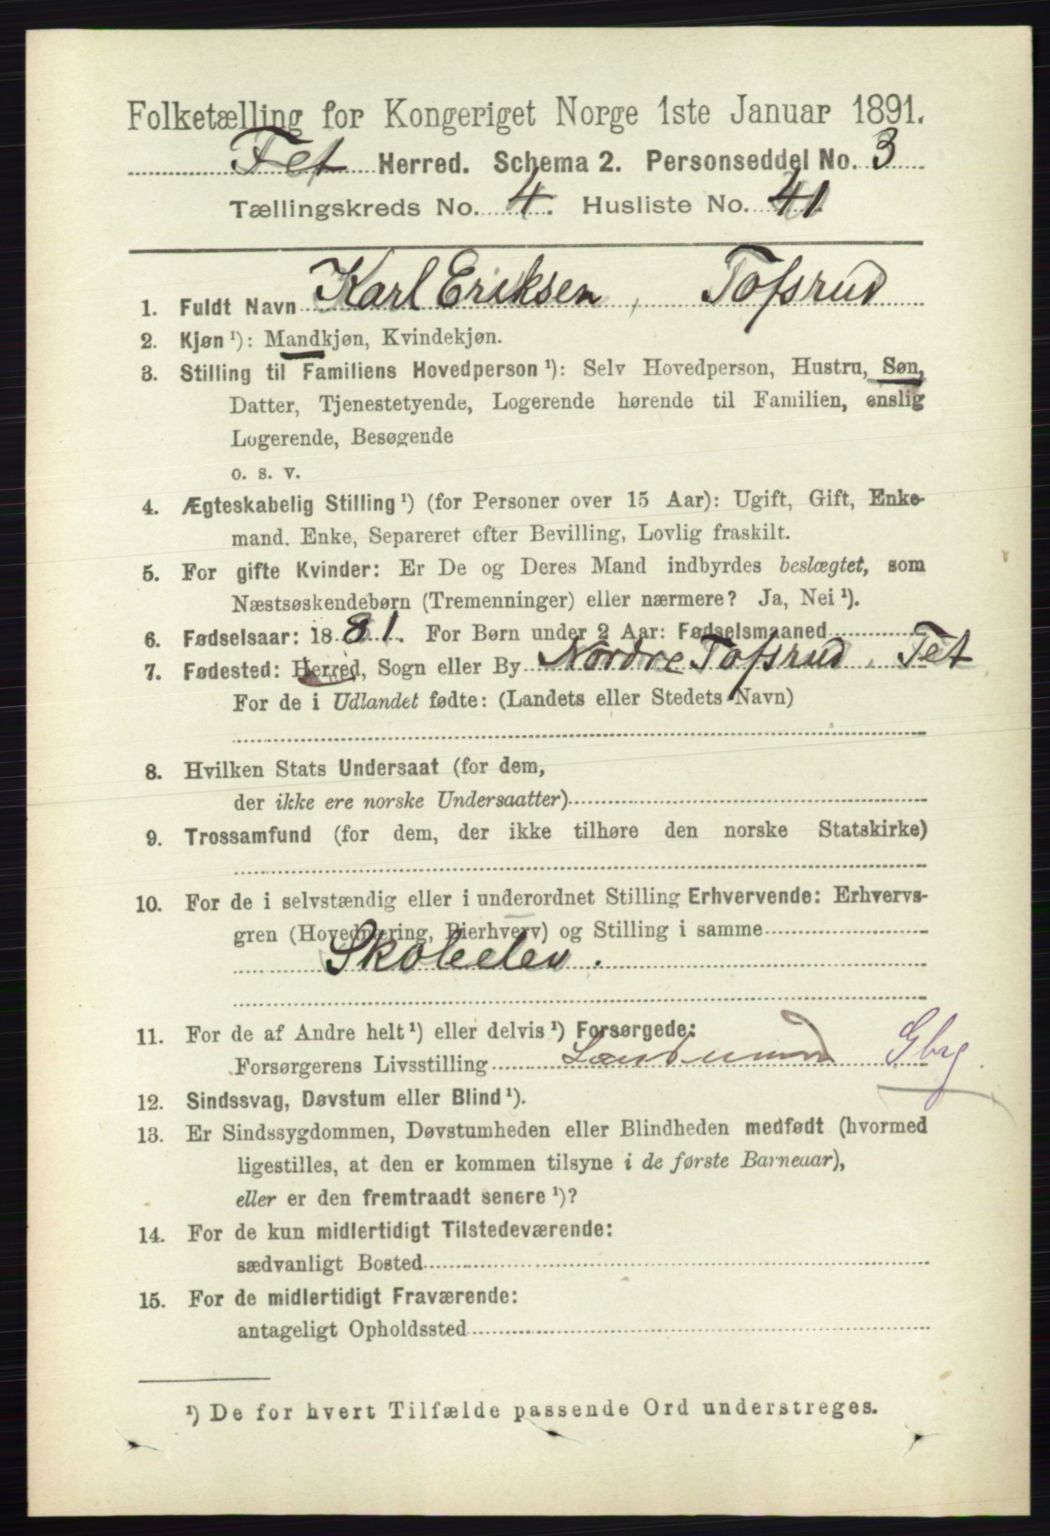 Folketælling for Kongeriget Norge 1ste Januar 1891.
Fet Herred. Schema 2. Personseddel No. 3
Tællingskreds No. 4. Husliste No. 41.
1. Fuldt Navn Karl Eriksen, Tofsrud
2. Kjøn ¹): Mandkjøn, Kvindekjøn.
3. Stilling til Familiens Hovedperson ¹): Selv Hovedperson, Hustru, Søn,
Datter, Tjenestetyende, Logerende hørende til Familien, enslig
Logerende, Besøgende
o. s. v.
4. Ægteskabelig Stilling ¹) (for Personer over 15 Aar): Ugift, Gift, Enke-
mand, Enke, Separeret efter Bevilling, Lovlig fraskilt.
5. For gifte Kvinder: Er De og Deres Mand indbyrdes beslægtet, som
Næstsøskendebørn (Tremenninger) eller nærmere? Ja, Nei ¹).
6. Fødselsaar: 1881. For Børn under 2 Aar: Fødselsmaaned
7. Fødested: Herred, Sogn eller By Nordre Tofsrud, Fet
For de i Udlandet fødte: (Landets eller Stedets Navn)
8. Hvilken Stats Undersaat (for dem,
der ikke ere norske Undersaatter)
9. Trossamfund (for dem, der ikke tilhøre den norske Statskirke)
10. For de i selvstændig eller i underordnet Stilling Erhvervende: Erhvervs-
gren (Hovednæring, Bierhverv) og Stilling i samme
Skoleelev.
11. For de af Andre helt ¹) eller delvis ¹) Forsørgede:
Forsørgerens Livsstilling Gbrg
12. Sindssvag, Døvstum eller Blind ¹).
13. Er Sindssygdommen, Døvstumheden eller Blindheden medfødt (hvormed
ligestilles, at den er kommen tilsyne i de første Barneaar),
eller er den fremtraadt senere ¹)?
14. For de kun midlertidigt Tilstedeværende:
sædvanligt Bosted
15. For de midlertidigt Fraværende:
antageligt Opholdssted
¹) De for hvert Tilfælde passende Ord understreges.